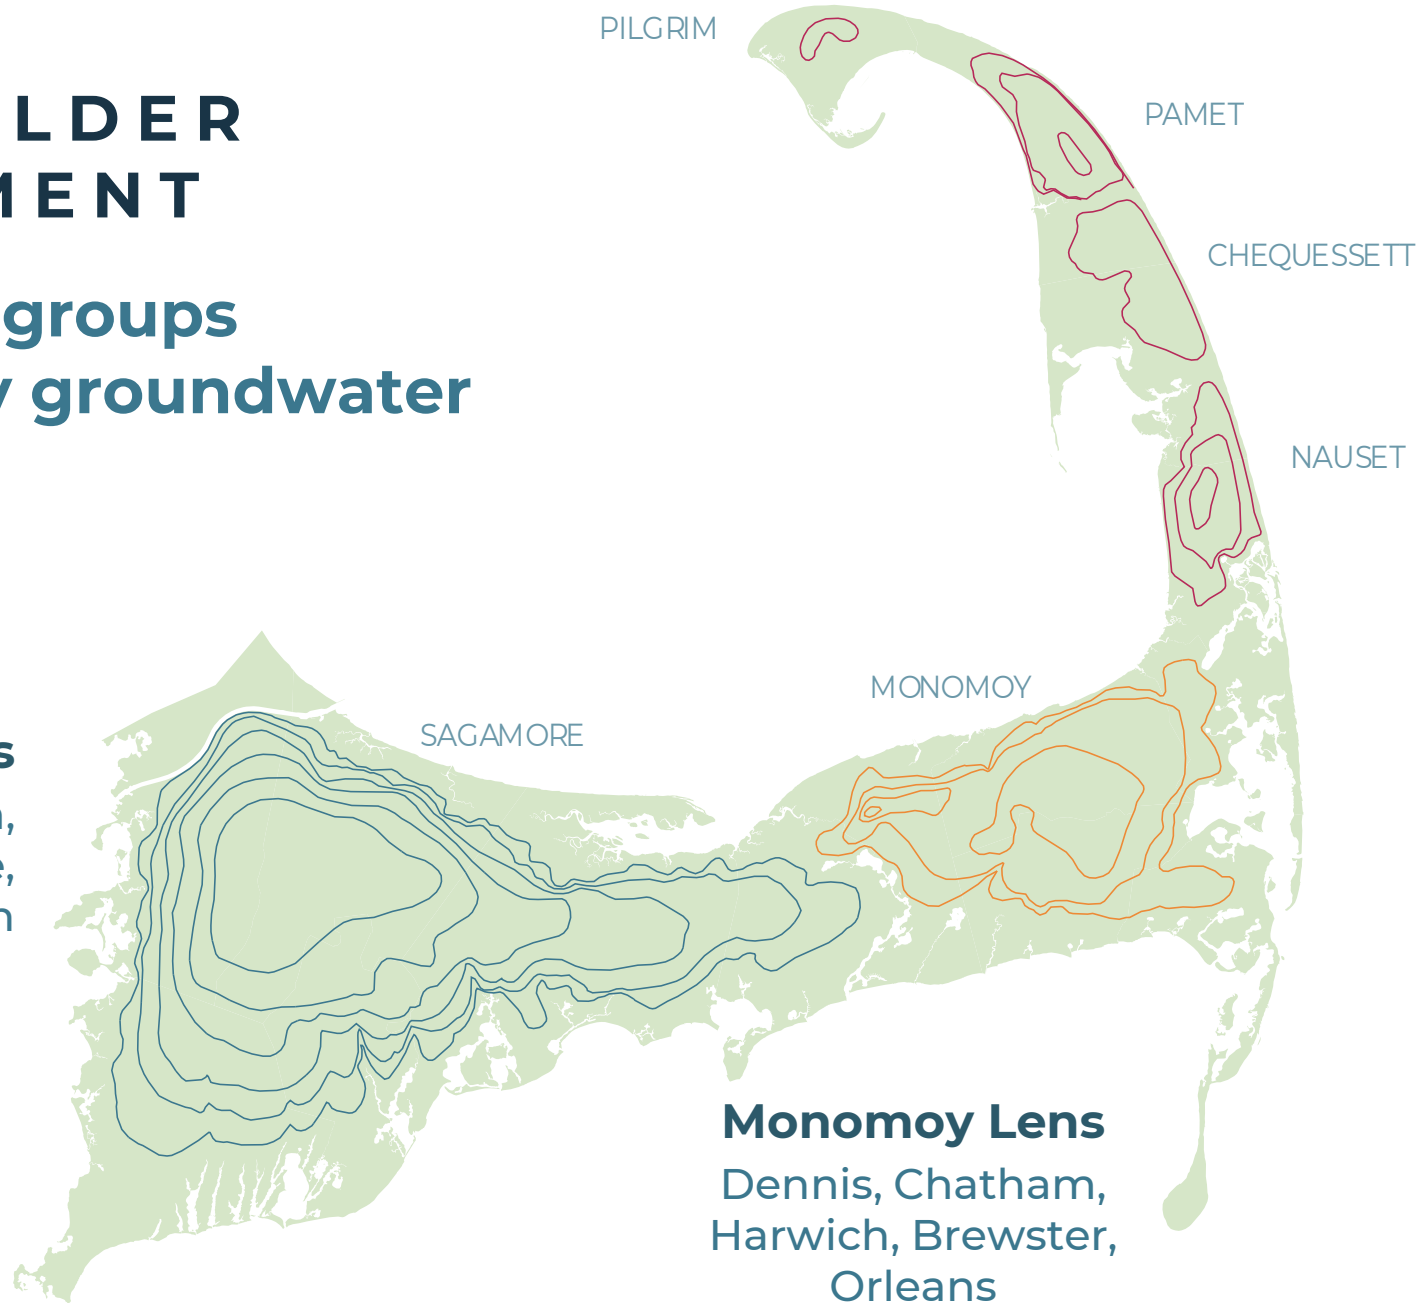 PILGRIM
LDER
MENT
PAMET
CHEQUESSETT
groups
y groundwater
NAUSET
MONOMOY
SAGAMORE
s
,
e,
n
Monomoy Lens
Dennis, Chatham,
Harwich, Brewster,
Orleans